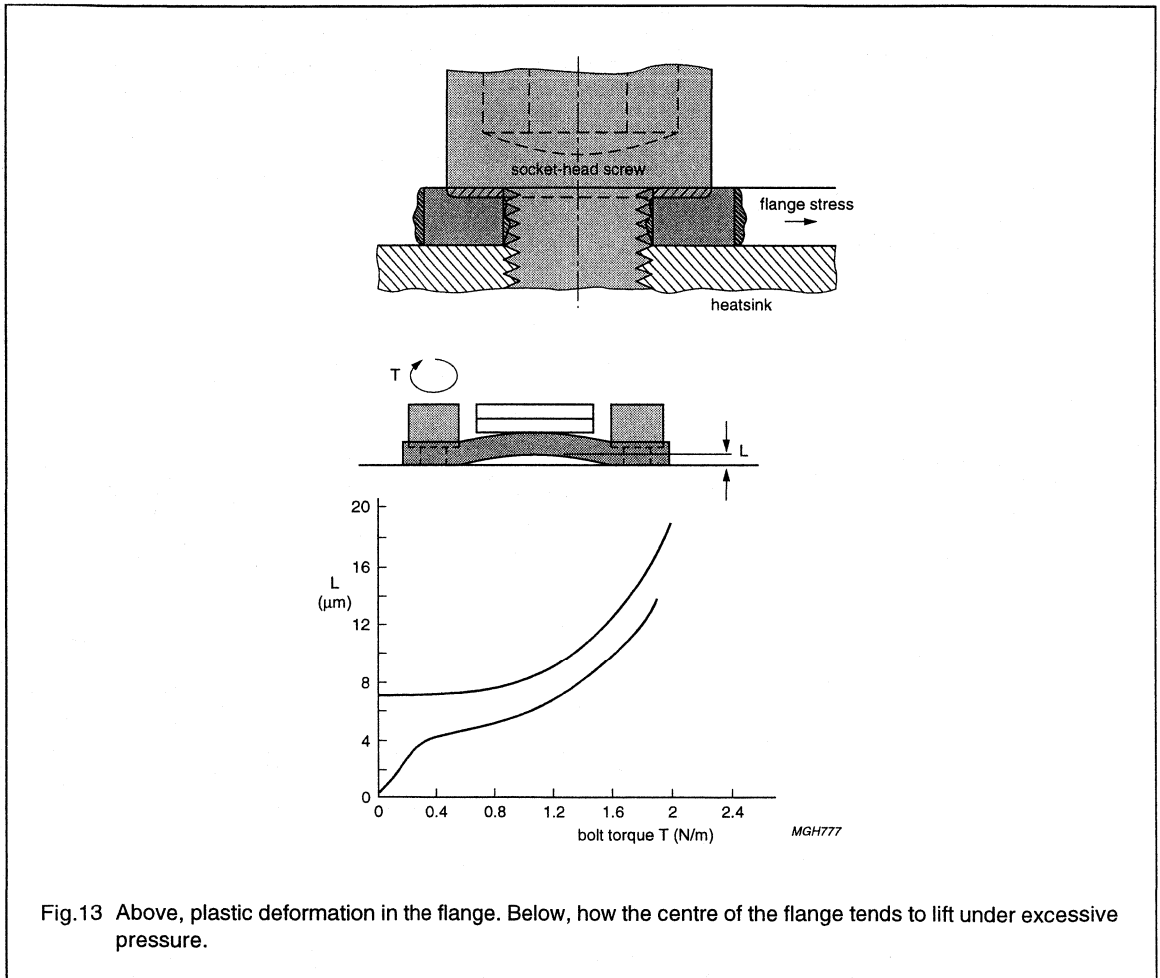 socket-head screw
flange stress
heatsink
T
L
20
16
L
(μm)
12
8
4
0
0 0.4 0.8 1.2 1.6 2 2.4
bolt torque T (N/m)
MGH777
Fig.13 Above, plastic deformation in the flange. Below, how the centre of the flange tends to lift under excessive
pressure.